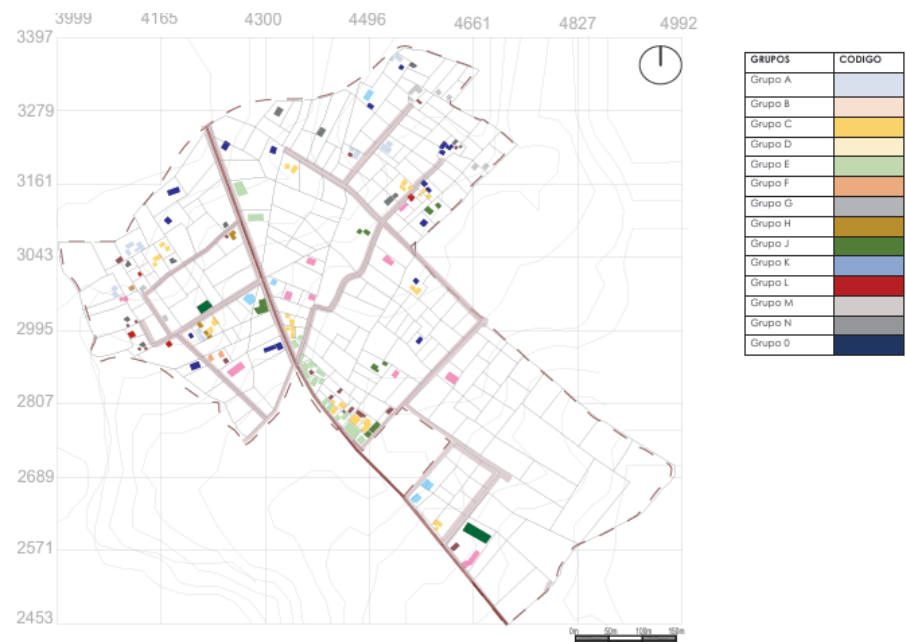 3999 4165 4300 4496 4661 4827 4992
3397
3279
3161
3043
2995
2807
2689
2571
2453
GRUPOS CODIGO
Grupo A
Grupo B
Grupo C
Grupo D
Grupo E
Grupo F
Grupo G
Grupo H
Grupo J
Grupo K
Grupo L
Grupo M
Grupo N
Grupo 0
0m 50m 100m 150m